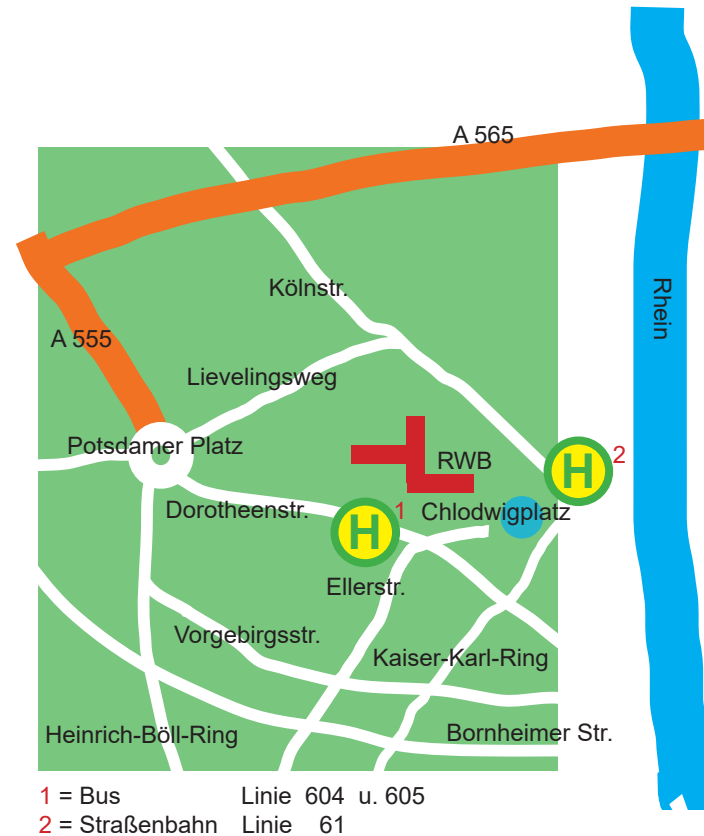 A 565
Kölnstr.
Rhein
A 555
Lievelingsweg
Potsdamer Platz
RWB
H 2
Dorotheenstr.
1
Chlodwigplatz
H
Ellerstr.
Vorgebirgsstr.
Kaiser-Karl-Ring
Heinrich-Böll-Ring
Bornheimer Str.
1 = Bus Linie 604 u. 605
2 = Straßenbahn Linie 61